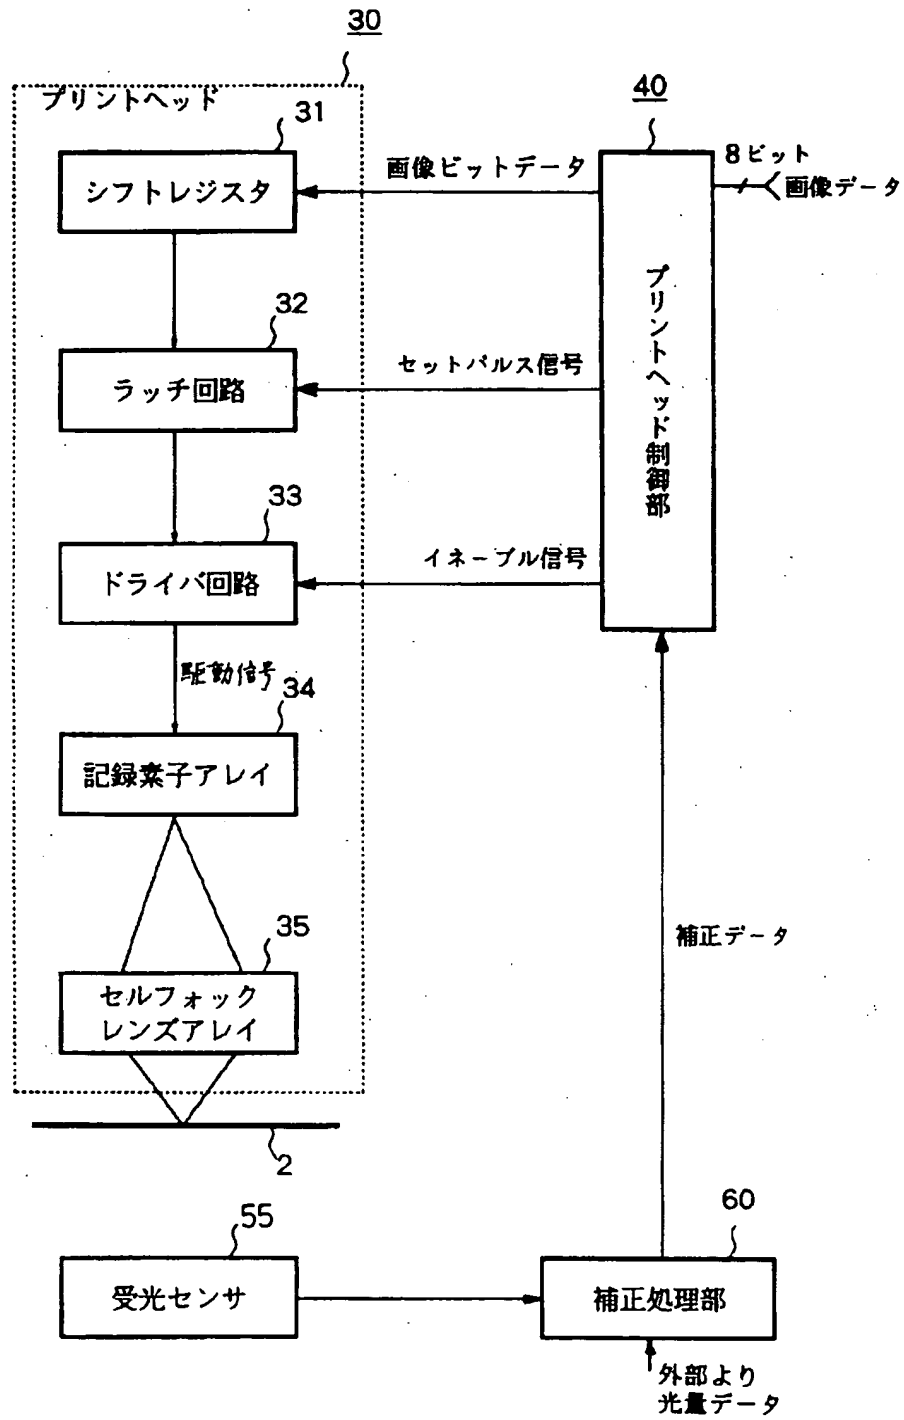 30
プリントヘッド
31
シフトレジスタ
画像ビットデータ
40
8ビット
画像データ
プリントヘッド制御部
32
ラッチ回路
セットパルス信号
33
ドライバ回路
イネーブル信号
駆動信号
34
記録素子アレイ
35
セルフォック
レンズアレイ
補正データ
2
55
受光センサ
60
補正処理部
外部より
光量データ